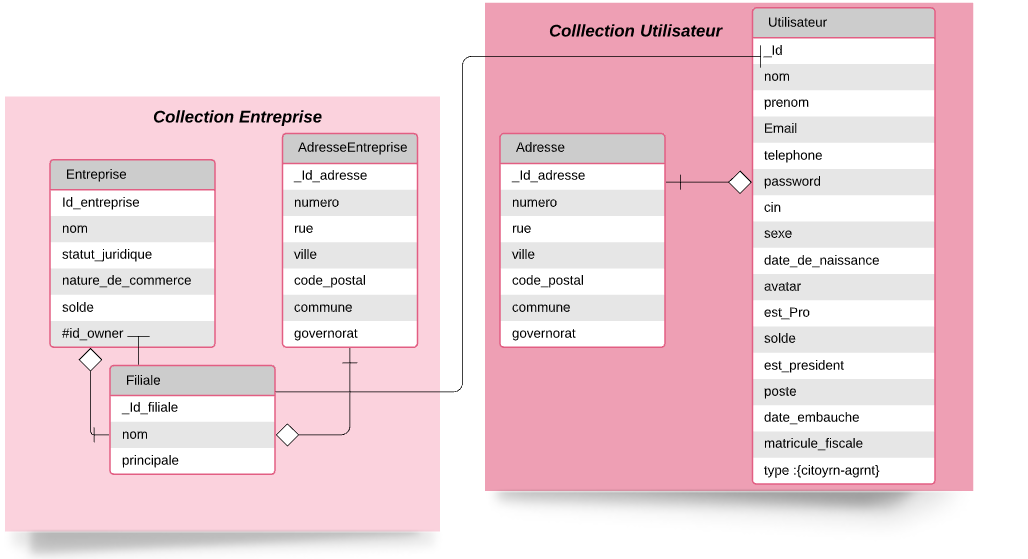 Collection Entreprise
Entreprise
Id_entreprise
nom
statut_juridique
nature_de_commerce
solde
#id_owner
AdresseEntreprise
_Id_adresse
numero
rue
ville
code_postal
commune
governorat
Filiale
_Id_filiale
nom
principale
Colllection Utilisateur
Adresse
_Id_adresse
numero
rue
ville
code_postal
commune
governorat
Utilisateur
_Id
nom
prenom
Email
telephone
password
cin
sexe
date_de_naissance
avatar
est_Pro
solde
est_president
poste
date_embauche
matricule_fiscale
type :{citoyrn-agrnt}